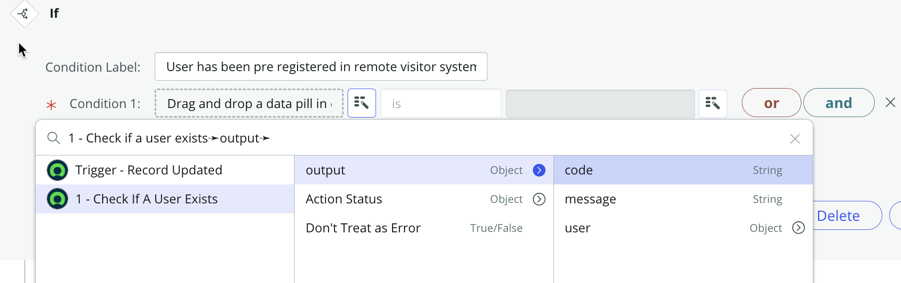 If
Condition Label: User has been pre registered in remote visitor system
Condition 1: Drag and drop a data pill in is or and
1 - Check if a user exists➛output➛
Trigger - Record Updated output Object code String
1 - Check If A User Exists Action Status Object message String
Don't Treat as Error True/False user Object
Delete